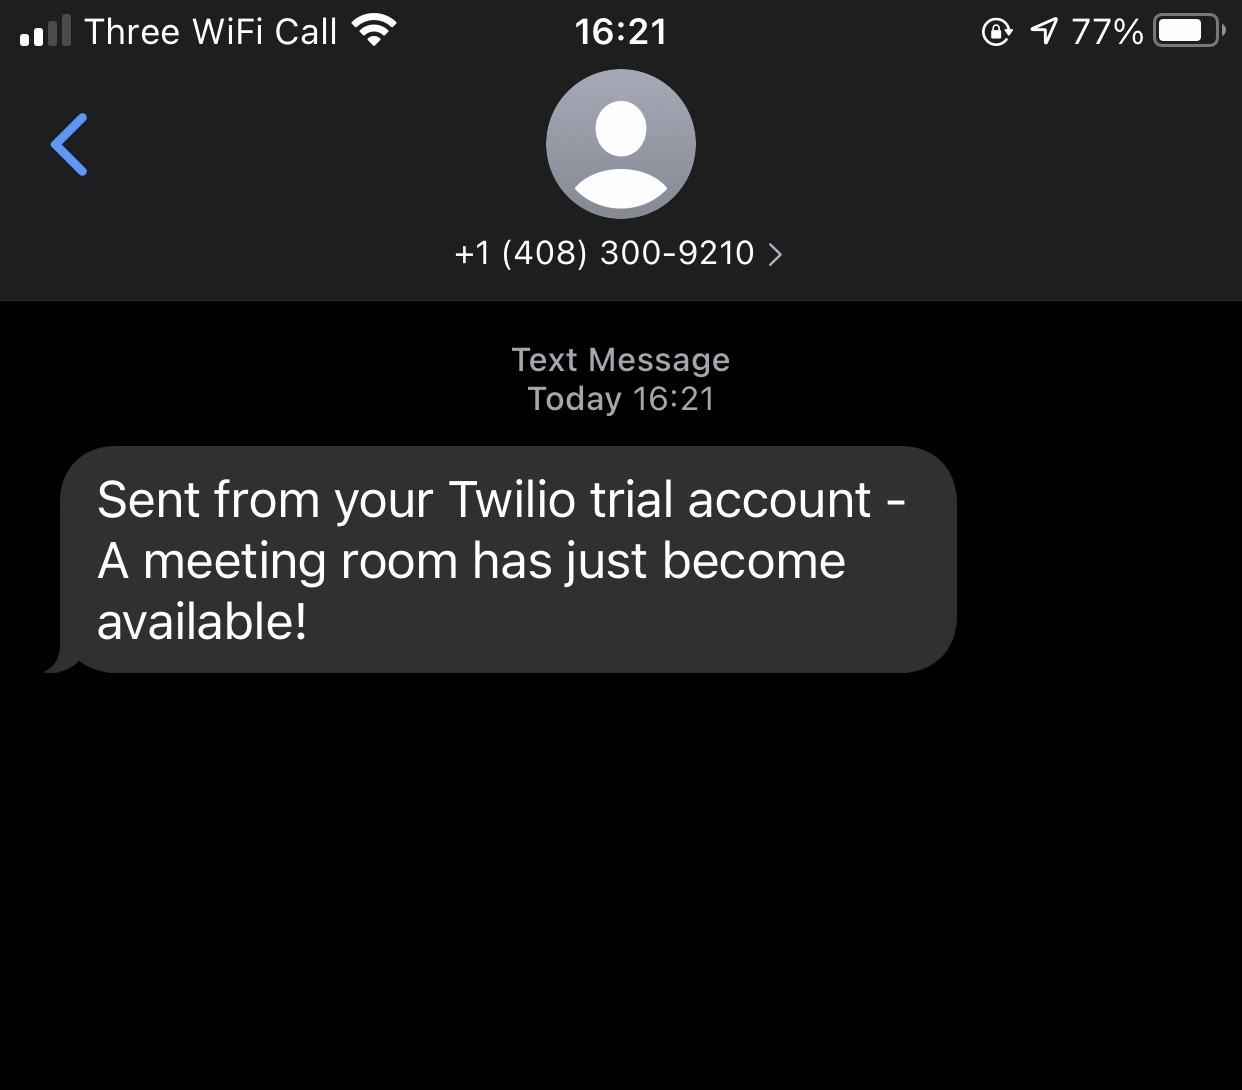 Three WiFi Call 16:21 77%
+1 (408) 300-9210
Text Message
Today 16:21
Sent from your Twilio trial account -
A meeting room has just become
available!